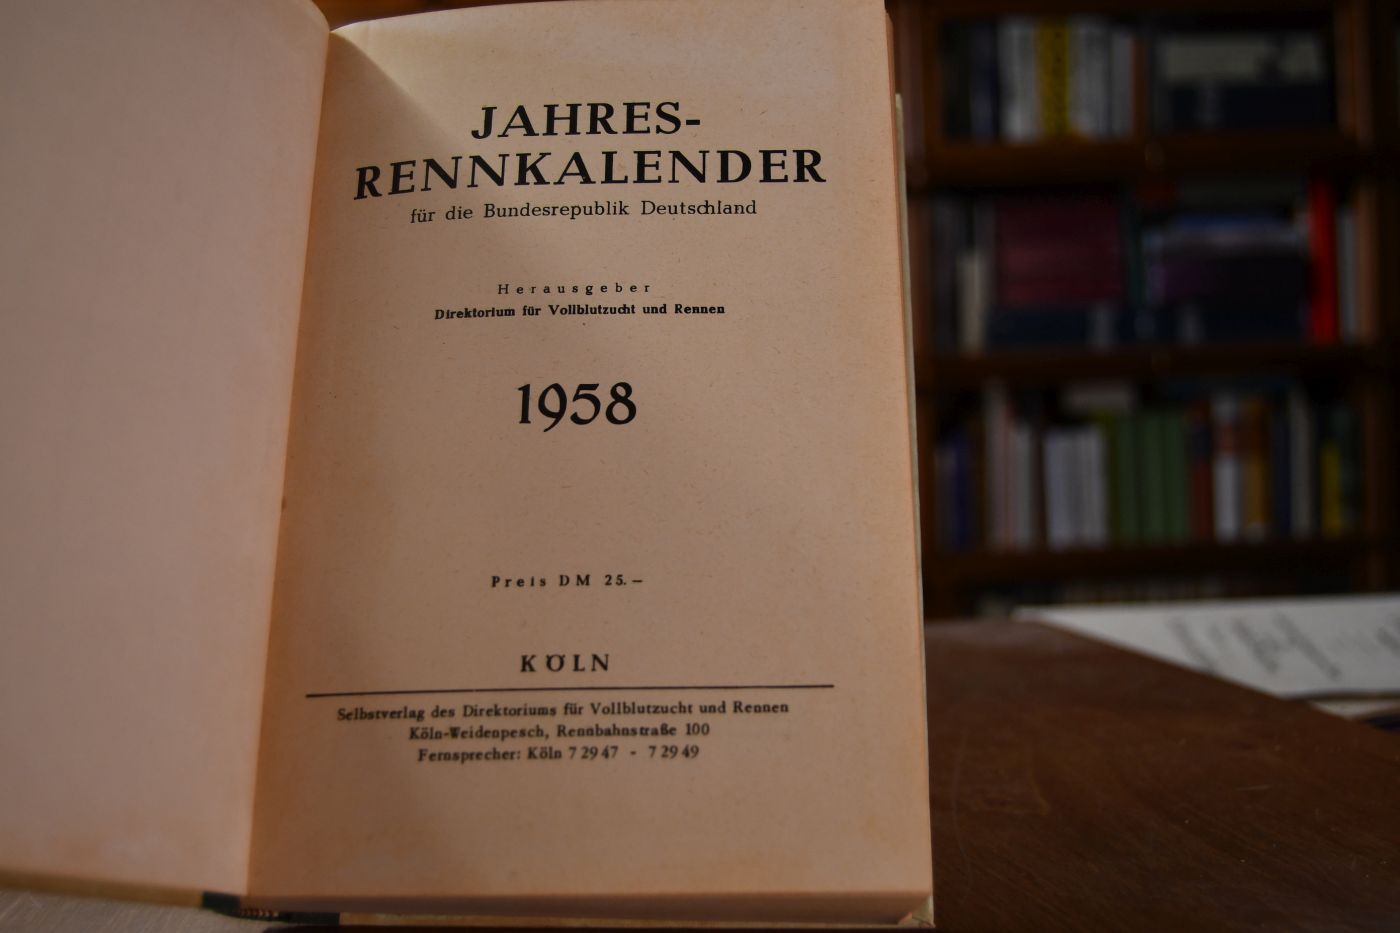 JAHRES-
RENNKALENDER
für die Bundesrepublik Deutschland
Herausgeber
Direktorium für Vollblutzucht und Rennen
1958
Preis DM 25.—
KÖLN
Selbstverlag des Direktoriums für Vollblutzucht und Rennen
Köln-Weidenpesch, Rennbahnstraße 100
Fernsprecher: Köln 7 29 47 - 7 29 49